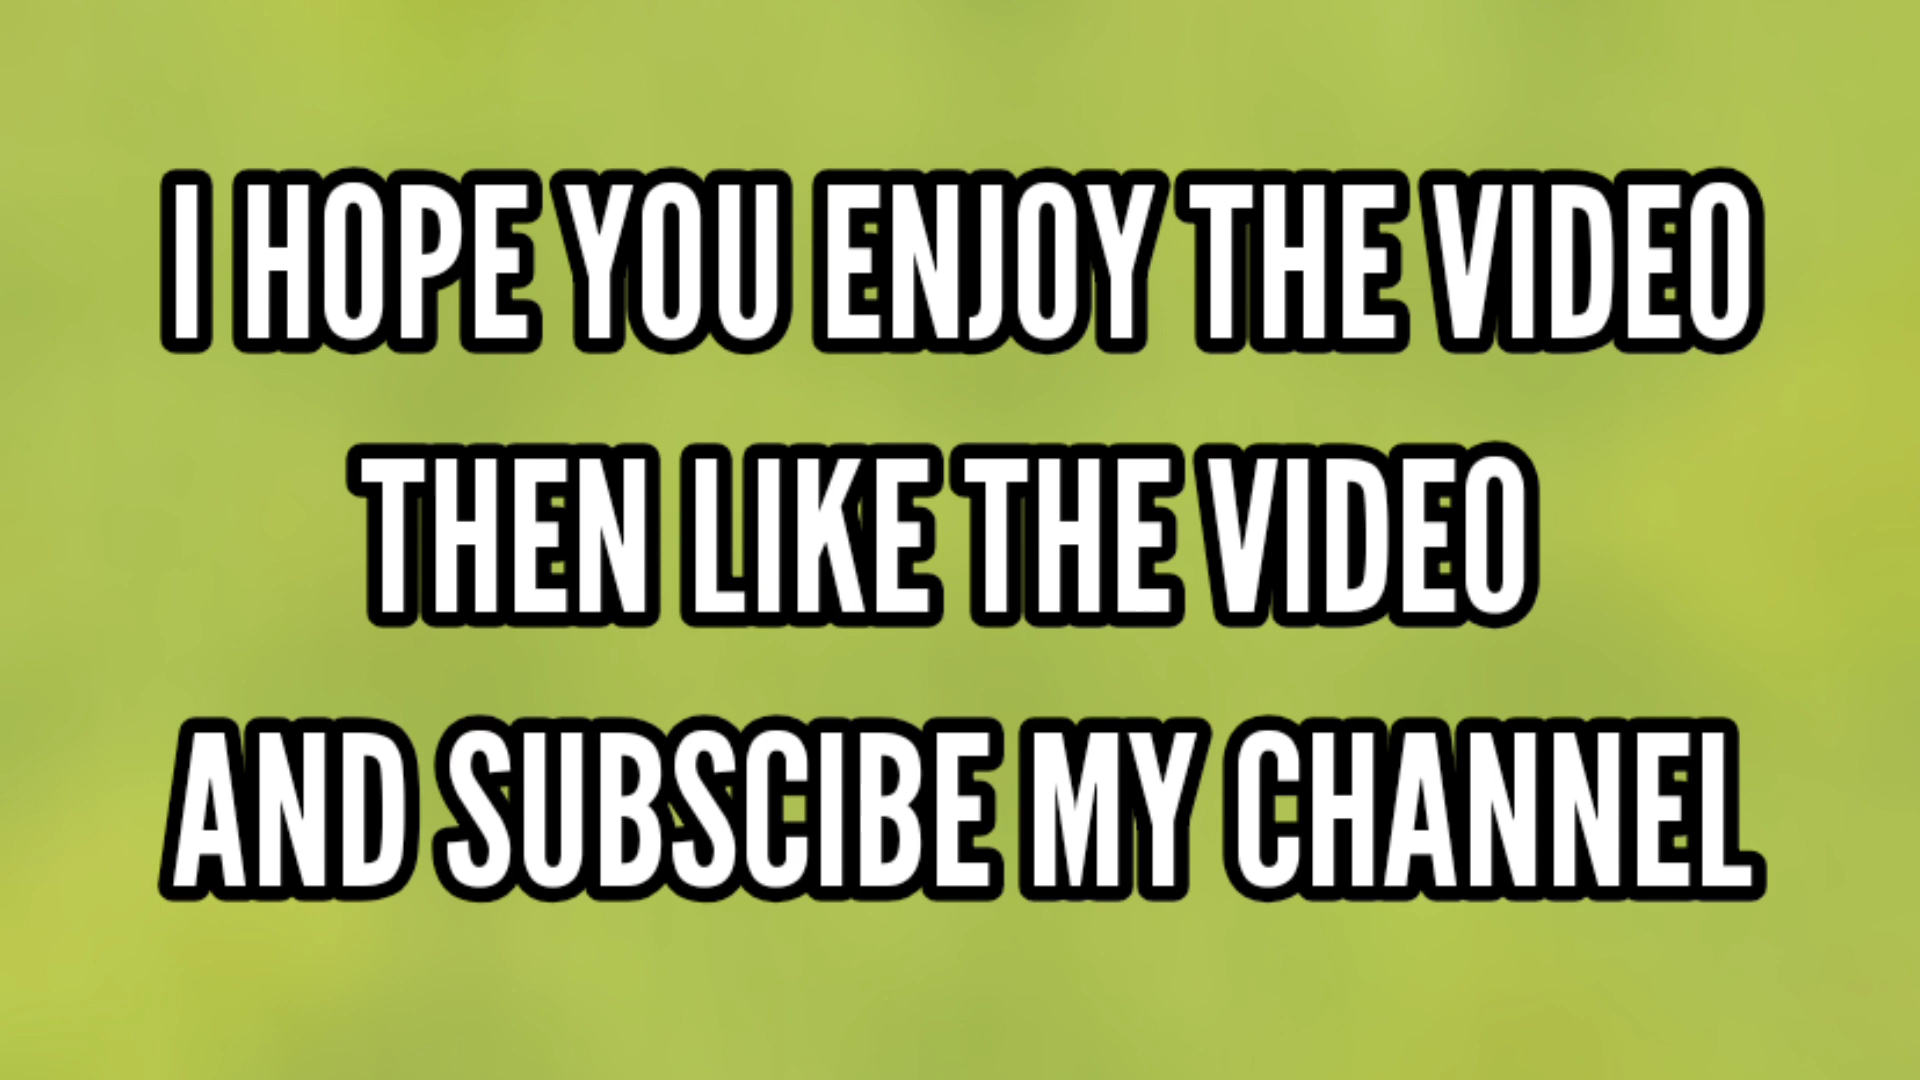 I HOPE YOU ENJOY THE VIDEO
THEN LIKE THE VIDEO
AND SUBSCIBE MY CHANNEL